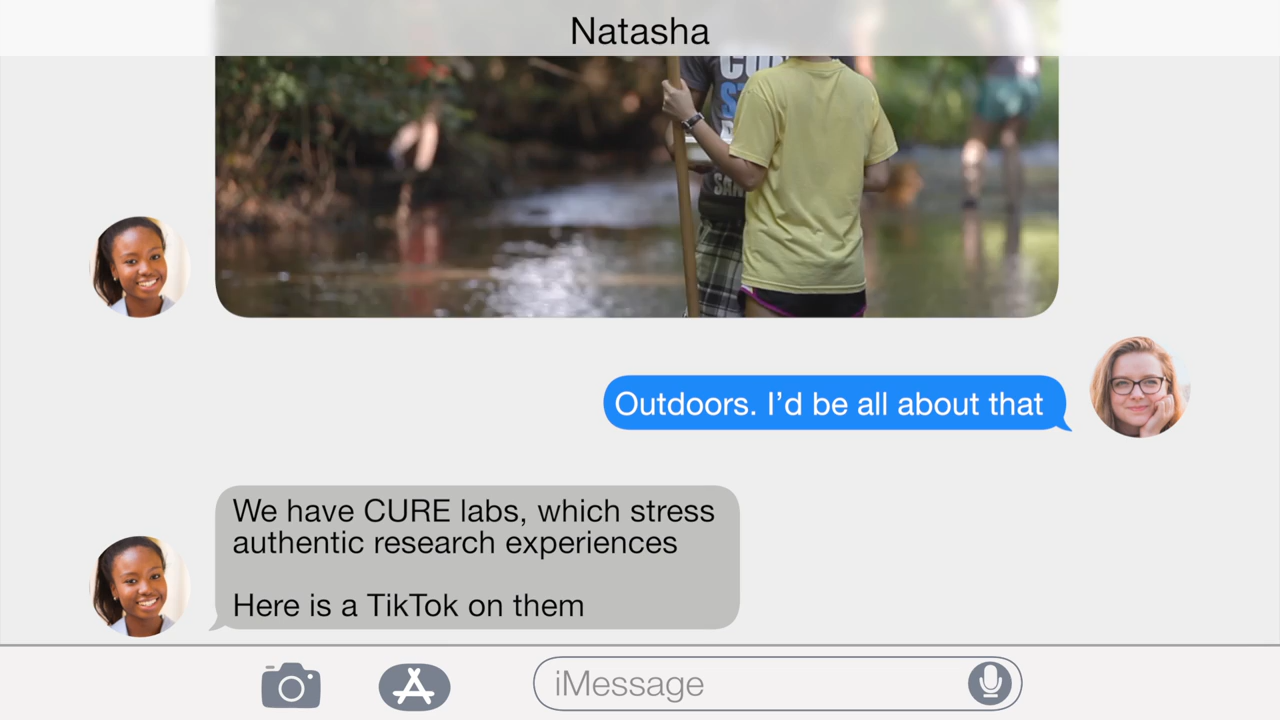 Natasha
Outdoors. I’d be all about that
We have CURE labs, which stress
authentic research experiences
Here is a TikTok on them
iMessage